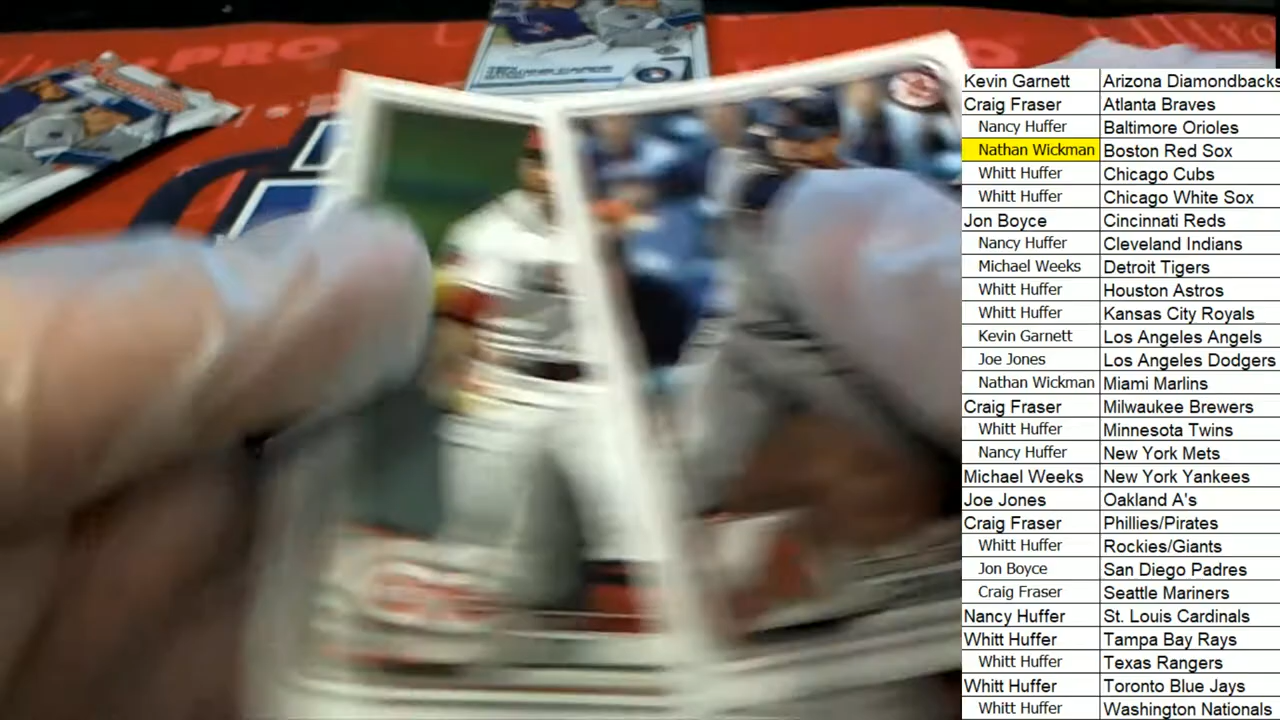 PRO
Ultra
Kevin Garnett Arizona Diamondbacks
Craig Fraser Atlanta Braves
Nancy Huffer Baltimore Orioles
Nathan Wickman Boston Red Sox
Whitt Huffer Chicago Cubs
Whitt Huffer Chicago White Sox
Jon Boyce Cincinnati Reds
Nancy Huffer Cleveland Indians
Michael Weeks Detroit Tigers
Whitt Huffer Houston Astros
Whitt Huffer Kansas City Royals
Kevin Garnett Los Angeles Angels
Joe Jones Los Angeles Dodgers
Nathan Wickman Miami Marlins
Craig Fraser Milwaukee Brewers
Whitt Huffer Minnesota Twins
Nancy Huffer New York Mets
Michael Weeks New York Yankees
Joe Jones Oakland A's
Craig Fraser Phillies/Pirates
Whitt Huffer Rockies/Giants
Jon Boyce San Diego Padres
Craig Fraser Seattle Mariners
Nancy Huffer St. Louis Cardinals
Whitt Huffer Tampa Bay Rays
Whitt Huffer Texas Rangers
Whitt Huffer Toronto Blue Jays
Whitt Huffer Washington Nationals